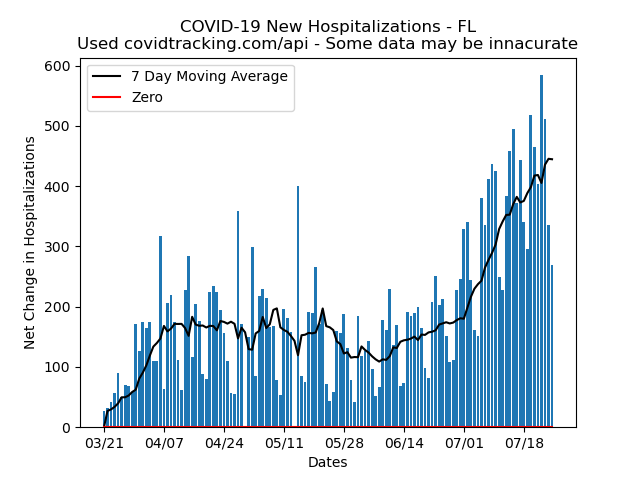 COVID-19 New Hospitalizations - FL
Used covidtracking.com/api - Some data may be innacurate
7 Day Moving Average
Zero
Net Change in Hospitalizations
600
500
400
300
200
100
0
03/21 04/07 04/24 05/11 05/28 06/14 07/01 07/18
Dates